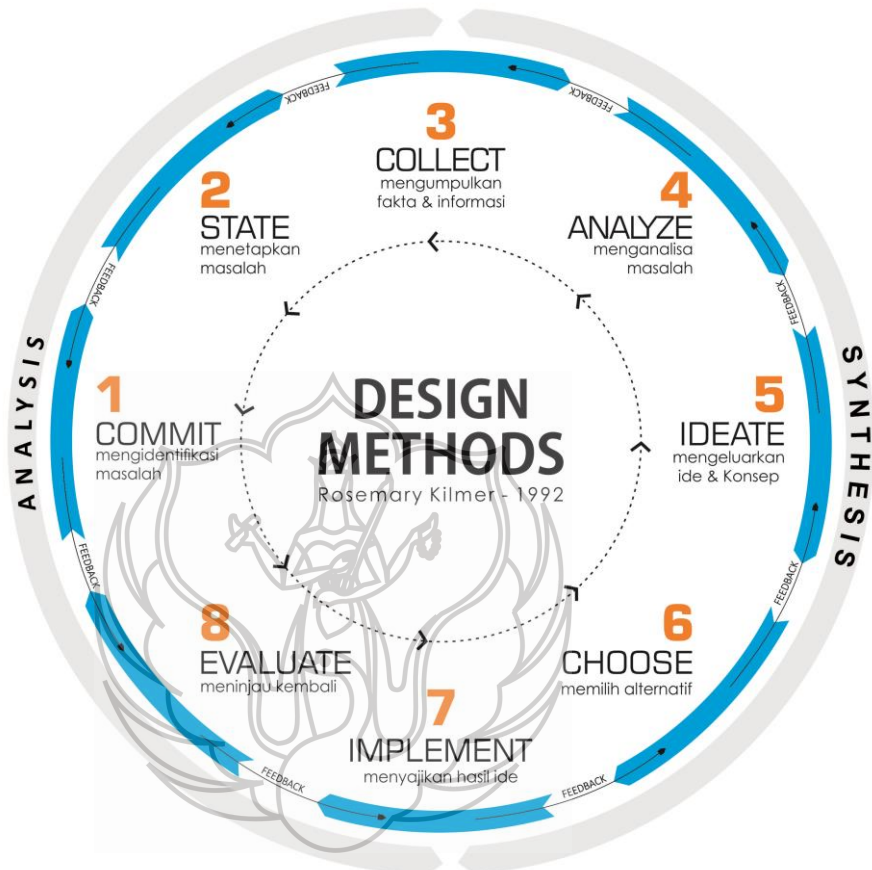 DESIGN
METHODS
Rosemary Kilmer - 1992
ANALYSIS
SYNTHESIS
1
COMMIT
mengidentifikasi
masalah
2
STATE
menetapkan
masalah
3
COLLECT
mengumpulkan
fakta & informasi
4
ANALYZE
menganalisa
masalah
5
IDEATE
mengeluarkan
ide & Konsep
6
CHOOSE
memilih alternatif
7
IMPLEMENT
menyajikan hasil ide
8
EVALUATE
meninjau kembali
FEEDBACK
FEEDBACK
FEEDBACK
FEEDBACK
FEEDBACK
FEEDBACK
FEEDBACK
FEEDBACK